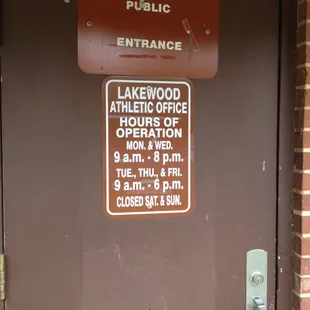 PUBLIC
ENTRANCE
LAKEWOOD
ATHLETIC OFFICE
HOURS OF
OPERATION
MON. & WED.
9 a.m. - 8 p.m.
TUE., THU., & FRI.
9 a.m. - 6 p.m.
CLOSED SAT. & SUN.